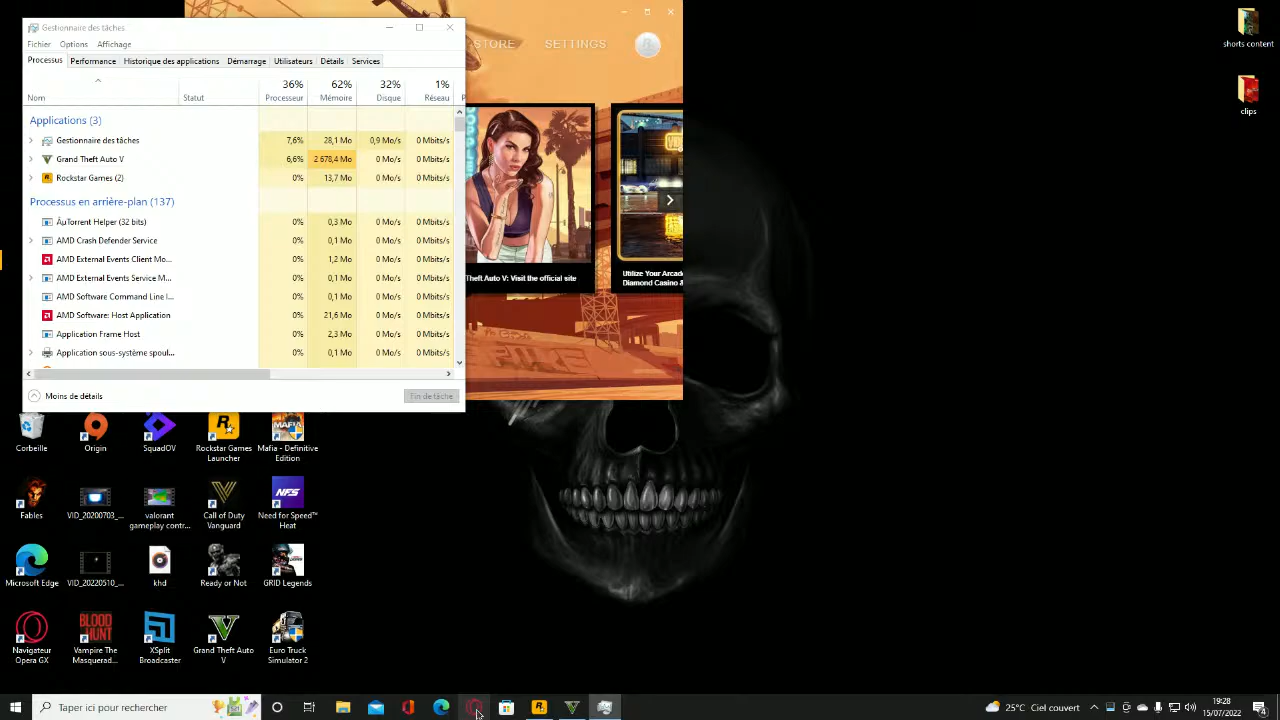 Gestionnaire des tâches
Fichier Options Affichage
STORE SETTINGS
Processus Performance Historique des applications Démarrage Utilisateurs Détails Services
36% 62% 32% 1%
Nom Statut Processeur Mémoire Disque Réseau P
Applications (3)
Gestionnaire des tâches 7,6% 28,1 Mo 0,9 Mo/s 0 Mbits/s
Grand Theft Auto V 6,6% 2 678,4 Mo 0 Mo/s 0 Mbits/s
Rockstar Games (2) 0% 13,7 Mo 0 Mo/s 0 Mbits/s
Processus en arrière-plan (137)
ÂµTorrent Helper (32 bits) 0% 0,3 Mo 0 Mo/s 0 Mbits/s
AMD Crash Defender Service 0% 0,1 Mo 0 Mo/s 0 Mbits/s
AMD External Events Client Mo... 0% 1,2 Mo 0 Mo/s 0 Mbits/s
AMD External Events Service M... 0% 0,1 Mo 0 Mo/s 0 Mbits/s
AMD Software Command Line I... 0% 0,1 Mo 0 Mo/s 0 Mbits/s
AMD Software: Host Application 0% 21,6 Mo 0 Mo/s 0 Mbits/s
Application Frame Host 0% 2,3 Mo 0 Mo/s 0 Mbits/s
Application sous-système spoul... 0% 0,1 Mo 0 Mo/s 0 Mbits/s
Moins de détails Fin de tâche
Theft Auto V: Visit the official site
Utilize Your Arcade
Diamond Casino &
shorts content
clips
Corbeille
Origin
SquadOV
Rockstar Games
Launcher
Mafia - Definitive
Edition
Fables
VID_20200703_...
valorant
gameplay contr...
Call of Duty
Vanguard
Need for Speed™
Heat
Microsoft Edge
VID_20220510_...
khd
Ready or Not
GRID Legends
BLOOD
HUNT
Navigateur
Opera GX
Vampire The
Masquerad...
XSplit
Broadcaster
Grand Theft Auto
V
Euro Truck
Simulator 2
Taper ici pour rechercher
25°C Ciel couvert
19:28
15/07/2022